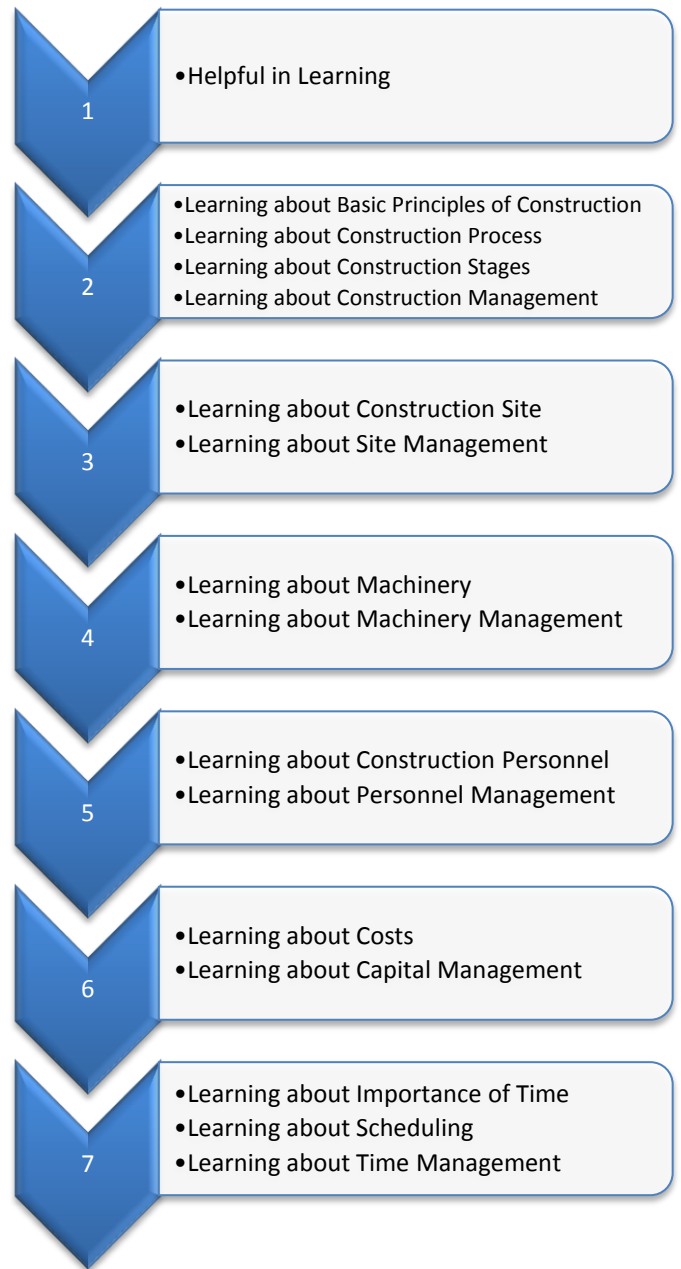 1
•Helpful in Learning
2
•Learning about Basic Principles of Construction
•Learning about Construction Process
•Learning about Construction Stages
•Learning about Construction Management
3
•Learning about Construction Site
•Learning about Site Management
4
•Learning about Machinery
•Learning about Machinery Management
5
•Learning about Construction Personnel
•Learning about Personnel Management
6
•Learning about Costs
•Learning about Capital Management
7
•Learning about Importance of Time
•Learning about Scheduling
•Learning about Time Management